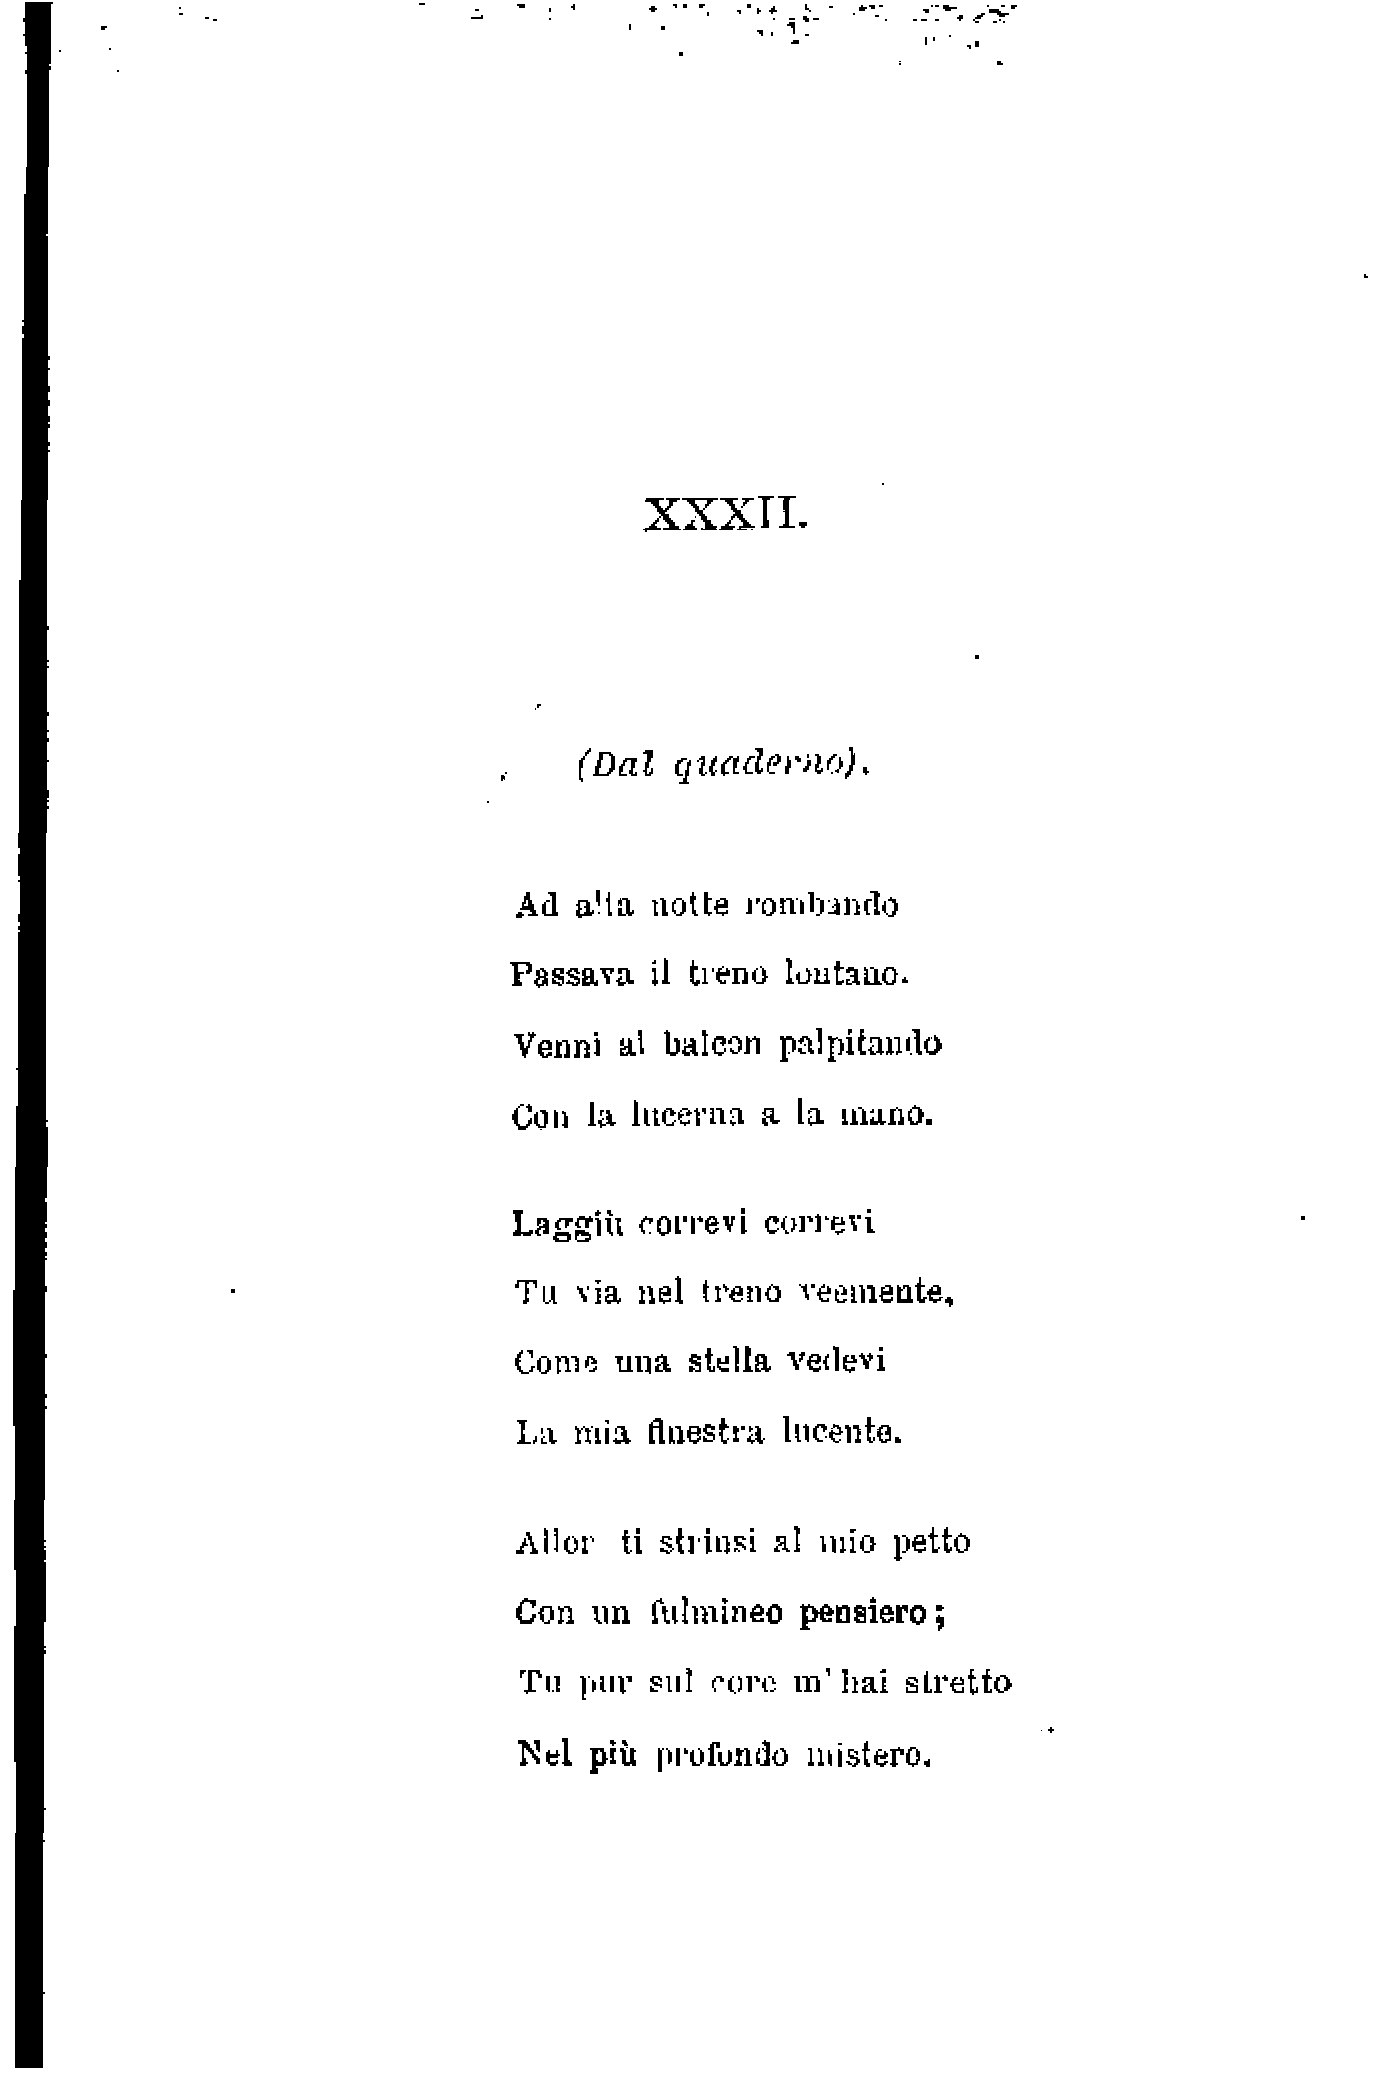 XXXII.
(Dal quaderno).
Ad alta notte rombando
Passava il treno lontano.
Venni al balcon palpitando
Con la lucerna a la mano.
Laggiù correvi correvi
Tu via nel treno veemente,
Come una stella vedevi
La mia finestra lucente.
Allor ti strinsi al mio petto
Con un fulmineo pensiero;
Tu pur sul core m'hai stretto
Nel più profondo mistero.